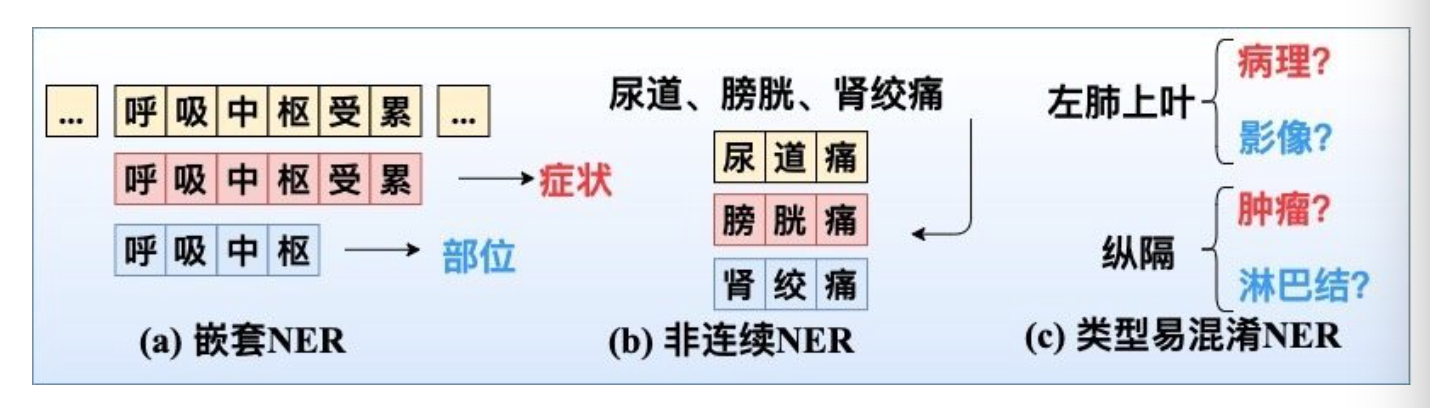 ... 呼吸中枢受累 ...
呼吸中枢受累 症状
呼吸中枢 部位
(a) 嵌套NER
尿道、膀胱、肾绞痛
尿道痛
膀胱痛
肾绞痛
(b) 非连续NER
左肺上叶
病理?
影像?
纵隔
肿瘤?
淋巴结?
(c) 类型易混淆NER